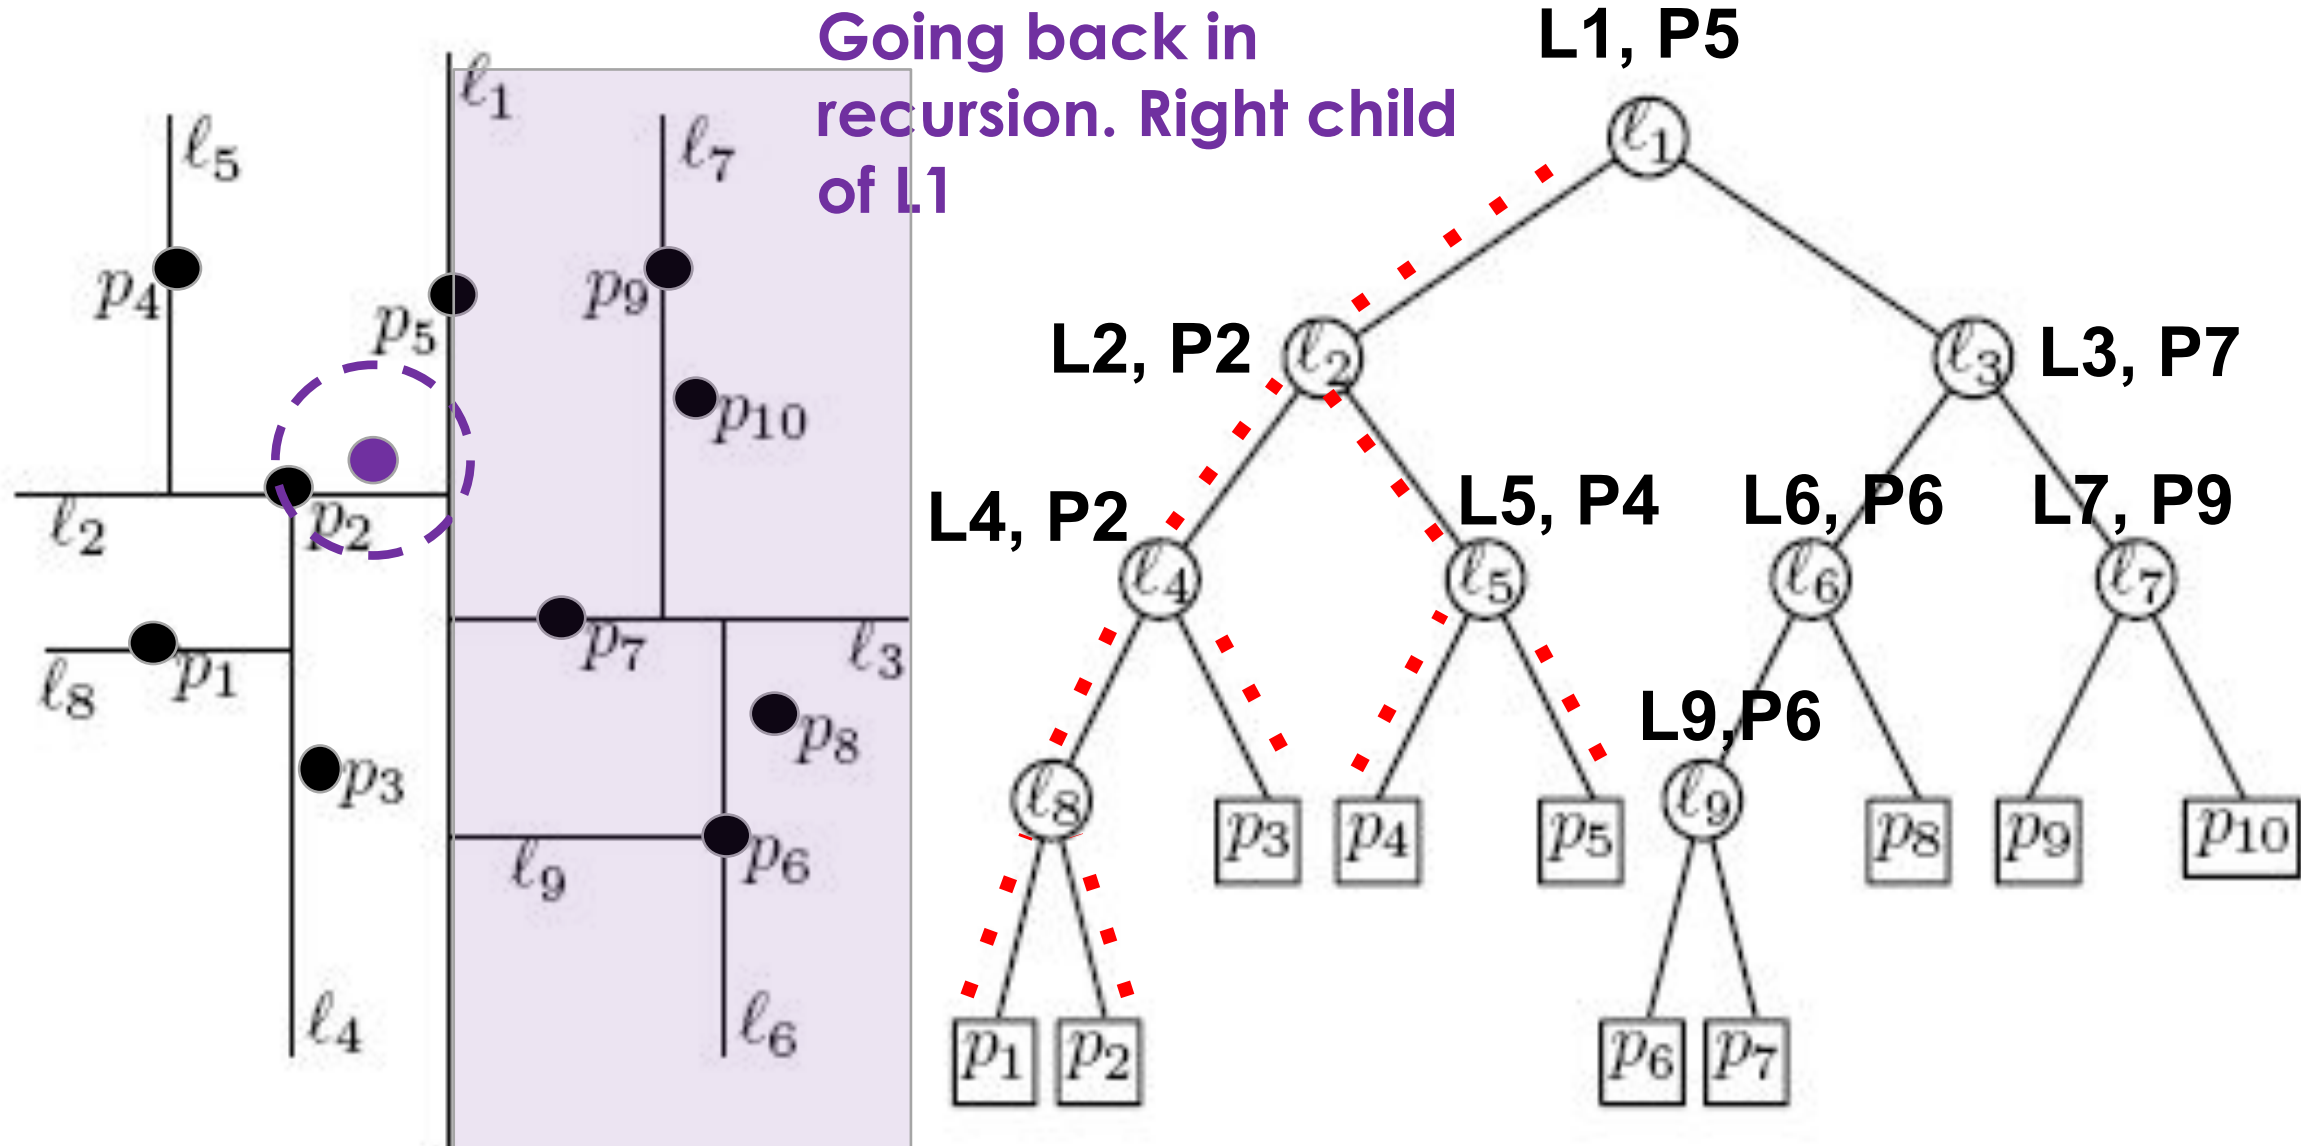 Going back in
recursion. Right child
of L1
L1, P5
ℓ1
ℓ5
ℓ7
ℓ1
p4
p9
p5
L2, P2
ℓ2
ℓ3
L3, P7
p10
ℓ2
p2
L4, P2
L5, P4
L6, P6
L7, P9
ℓ4
ℓ5
ℓ6
ℓ7
p1
ℓ8
p7
ℓ3
p3
p8
L9,P6
ℓ9
p6
ℓ8
p3
p4
p5
ℓ9
p8
p9
p10
ℓ4
ℓ6
p1
p2
p6
p7